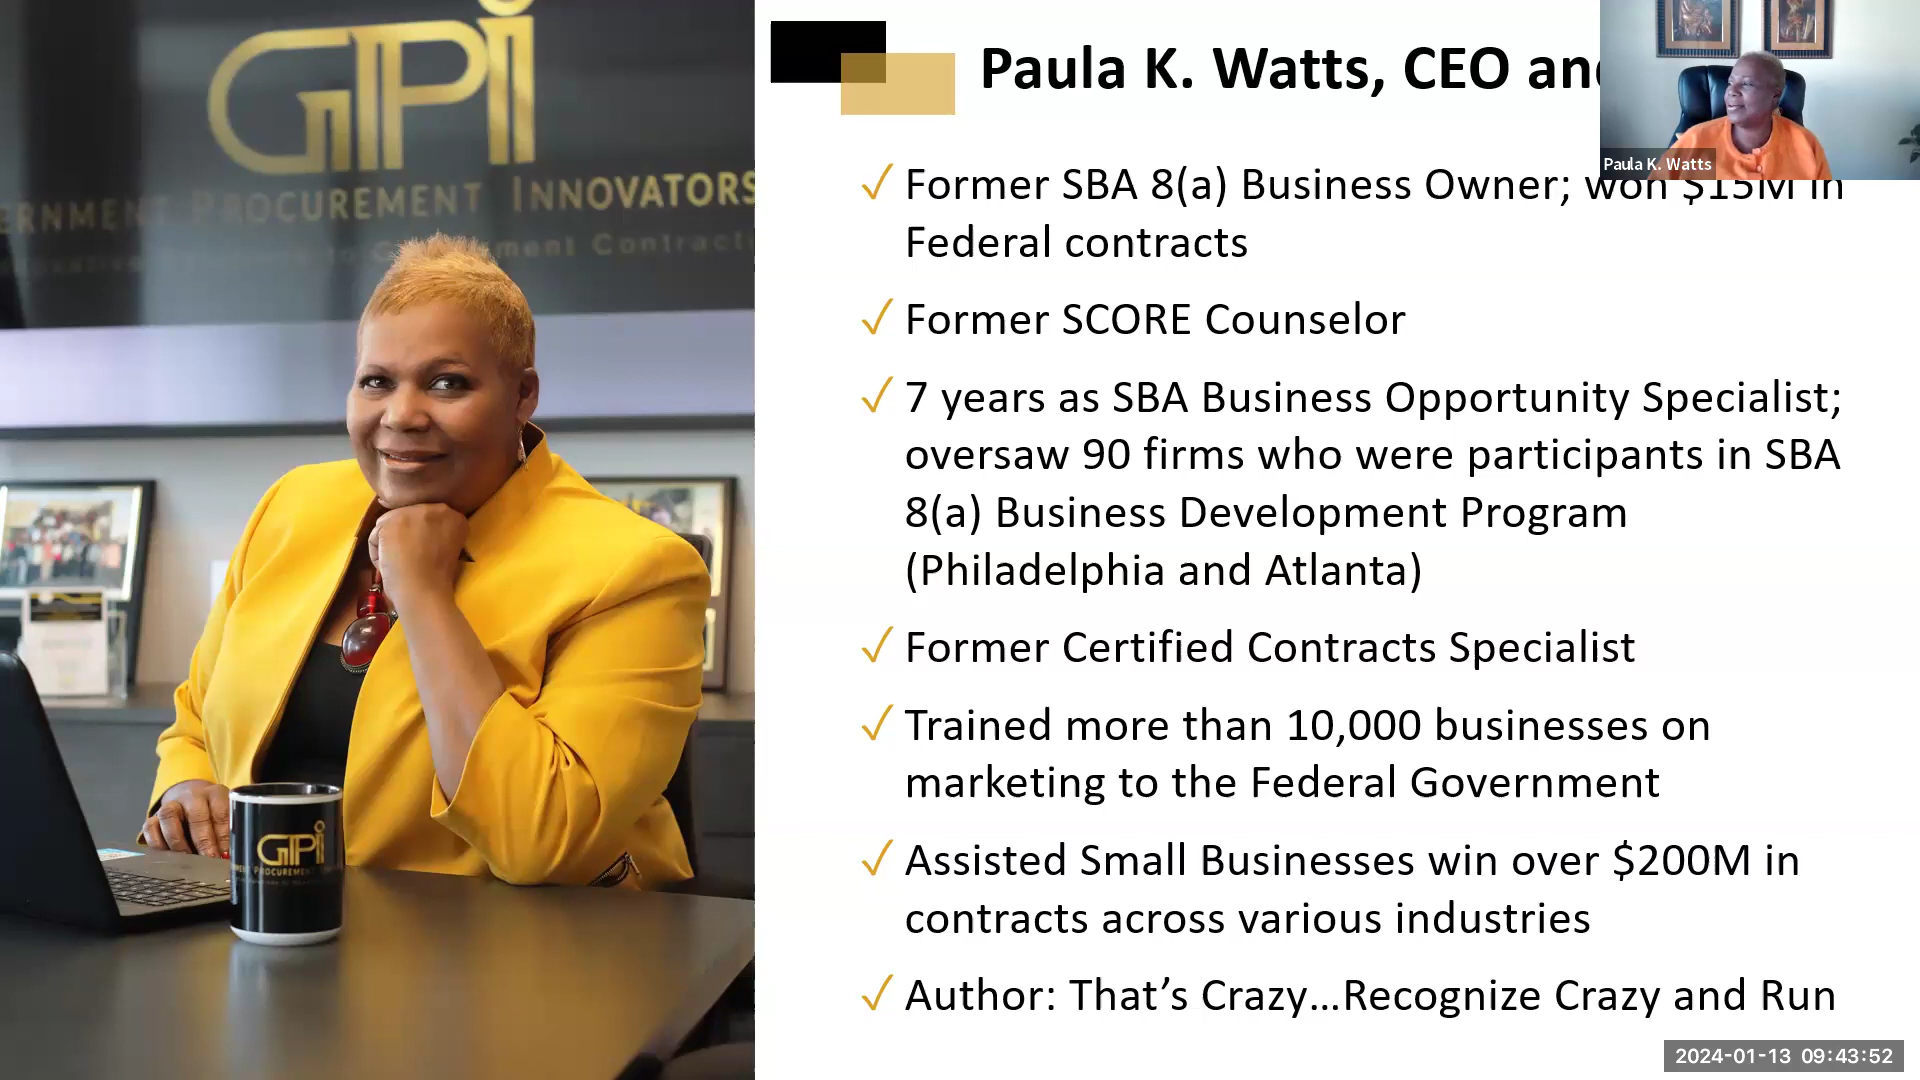 GPi
ERNMENT PROCUREMENT INNOVATORS
Paula K. Watts, CEO and
Paula K. Watts
✓ Former SBA 8(a) Business Owner; won $15M in
Federal contracts
✓ Former SCORE Counselor
✓ 7 years as SBA Business Opportunity Specialist;
oversaw 90 firms who were participants in SBA
8(a) Business Development Program
(Philadelphia and Atlanta)
✓ Former Certified Contracts Specialist
✓ Trained more than 10,000 businesses on
marketing to the Federal Government
✓ Assisted Small Businesses win over $200M in
contracts across various industries
✓ Author: That’s Crazy…Recognize Crazy and Run
GPi
PROCUREMENT
2024-01-13 09:43:52